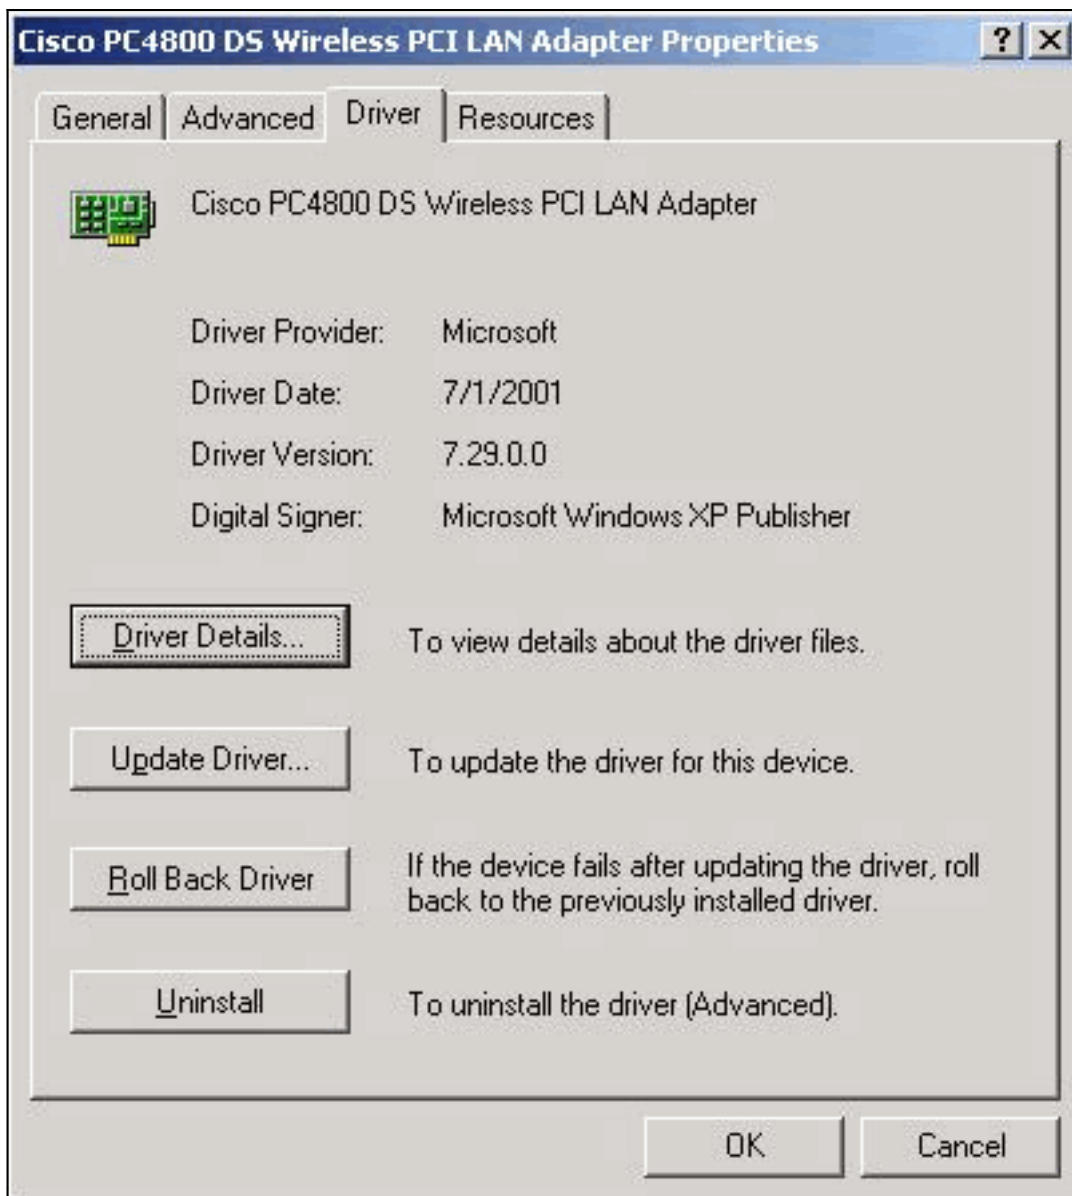 Cisco PC4800 DS Wireless PCI LAN Adapter Properties
General Advanced Driver Resources
Cisco PC4800 DS Wireless PCI LAN Adapter
Driver Provider: Microsoft
Driver Date: 7/1/2001
Driver Version: 7.29.0.0
Digital Signer: Microsoft Windows XP Publisher
Driver Details... To view details about the driver files.
Update Driver... To update the driver for this device.
Roll Back Driver If the device fails after updating the driver, roll
back to the previously installed driver.
Uninstall To uninstall the driver (Advanced).
OK Cancel